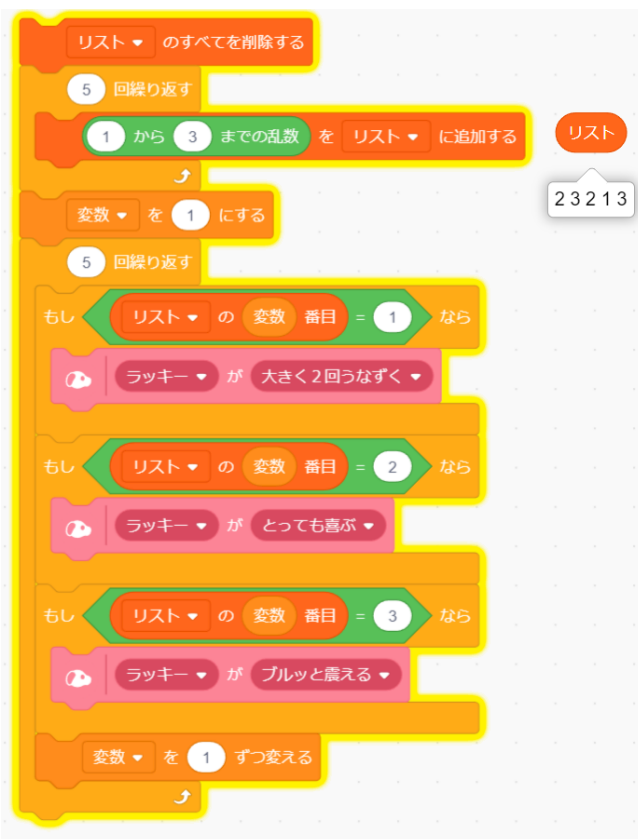 リスト のすべてを削除する
5 回繰り返す
1 から 3 までの乱数 を リスト に追加する
リスト
2 3 2 1 3
変数 を 1 にする
5 回繰り返す
もし リスト の 変数 番目 = 1 なら
ラッキー が 大きく2回うなずく
もし リスト の 変数 番目 = 2 なら
ラッキー が とっても喜ぶ
もし リスト の 変数 番目 = 3 なら
ラッキー が ブルッと震える
変数 を 1 ずつ変える